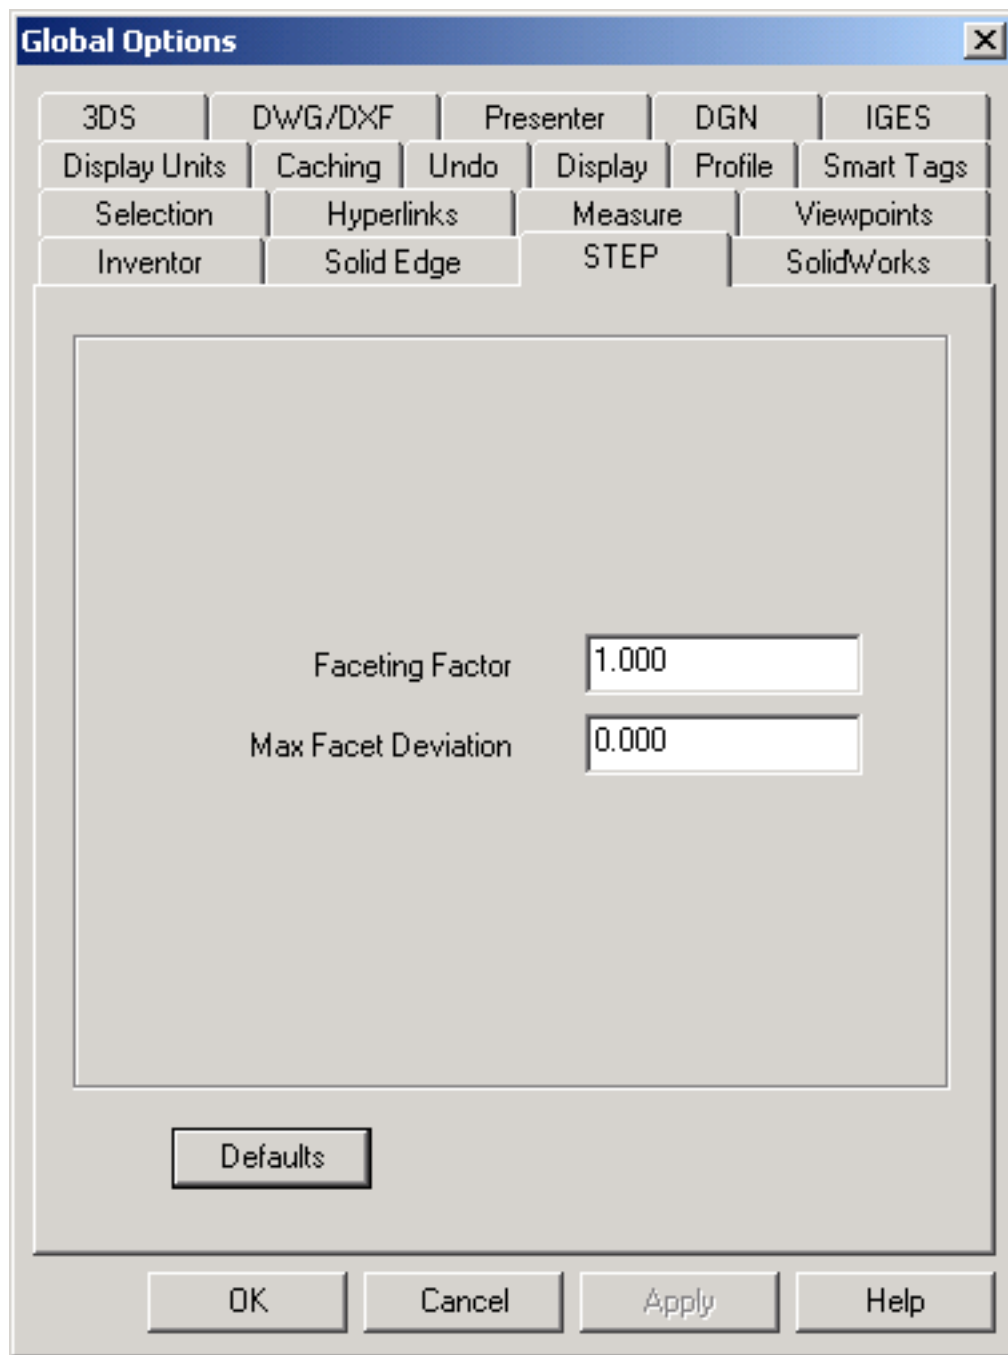 Global Options
3DS DWG/DXF Presenter DGN IGES
Display Units Caching Undo Display Profile Smart Tags
Selection Hyperlinks Measure Viewpoints
Inventor Solid Edge STEP SolidWorks
Faceting Factor 1.000
Max Facet Deviation 0.000
Defaults
OK Cancel Apply Help